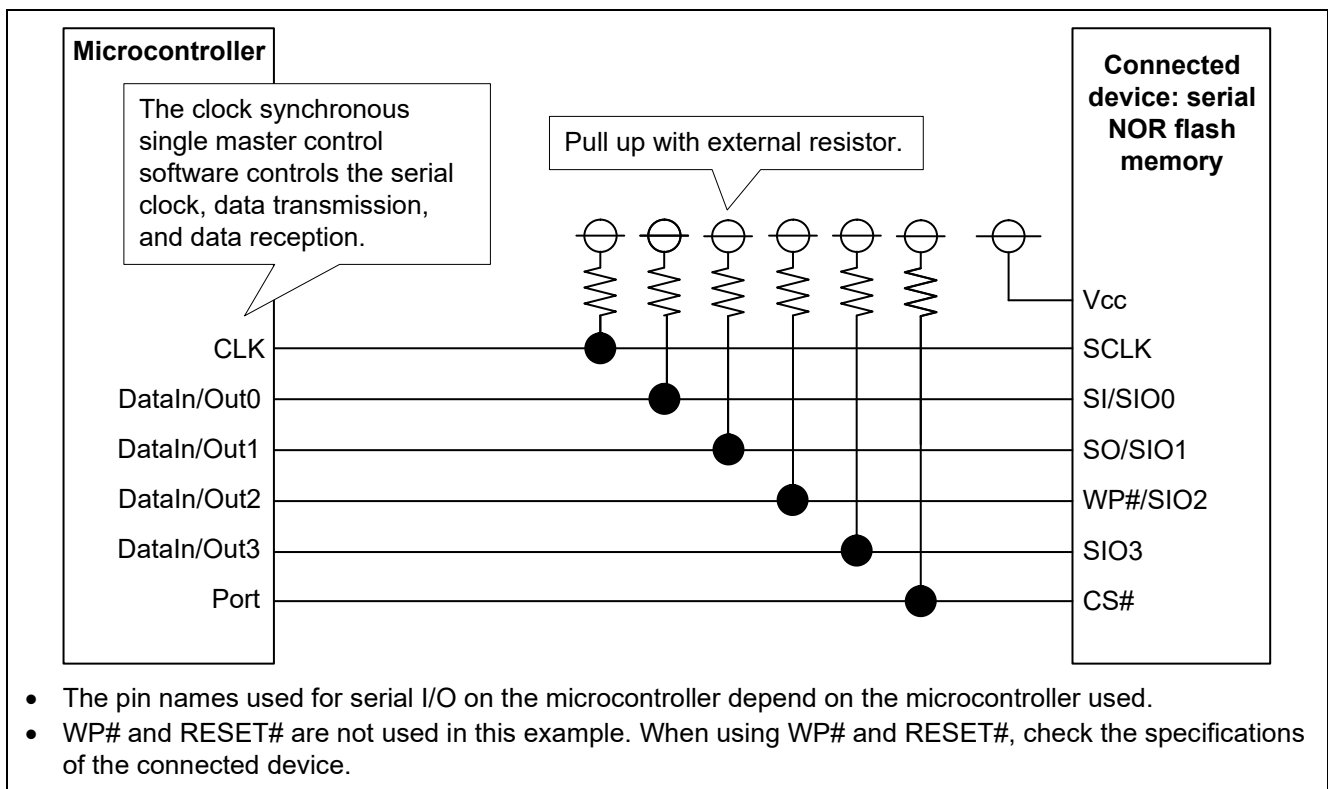 Microcontroller
The clock synchronous
single master control
software controls the serial
clock, data transmission,
and data reception.
Pull up with external resistor.
Connected
device: serial
NOR flash
memory
Vcc
CLK
SCLK
DataIn/Out0
SI/SIO0
DataIn/Out1
SO/SIO1
DataIn/Out2
WP#/SIO2
DataIn/Out3
SIO3
Port
CS#
• The pin names used for serial I/O on the microcontroller depend on the microcontroller used.
• WP# and RESET# are not used in this example. When using WP# and RESET#, check the specifications
of the connected device.